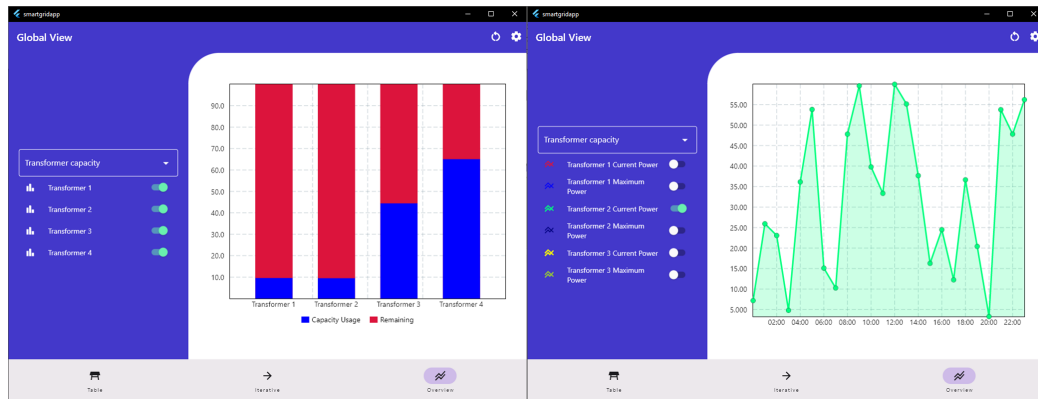 smartgridapp
Global View
Transformer capacity
Transformer 1
Transformer 2
Transformer 3
Transformer 4
90.0
80.0
70.0
60.0
50.0
40.0
30.0
20.0
10.0
Transformer 1 Transformer 2 Transformer 3 Transformer 4
Capacity Usage Remaining
Table Iterative Overview
smartgridapp
Global View
Transformer capacity
Transformer 1 Current Power
Transformer 1 Maximum
Power
Transformer 2 Current Power
Transformer 2 Maximum
Power
Transformer 3 Current Power
Transformer 3 Maximum
Power
55.00
50.00
45.00
40.00
35.00
30.00
25.00
20.00
15.00
10.00
5.000
02:00 04:00 06:00 08:00 10:00 12:00 14:00 16:00 18:00 20:00 22:00
Table Iterative Overview